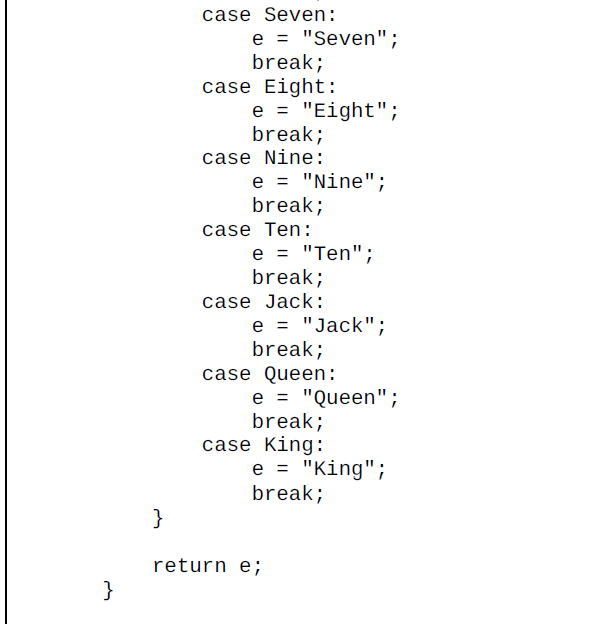 case Seven:
e = "Seven";
break;
case Eight:
e = "Eight";
break;
case Nine:
e = "Nine";
break;
case Ten:
e = "Ten";
break;
case Jack:
e = "Jack";
break;
case Queen:
e = "Queen";
break;
case King:
e = "King";
break;
}
return e;
}